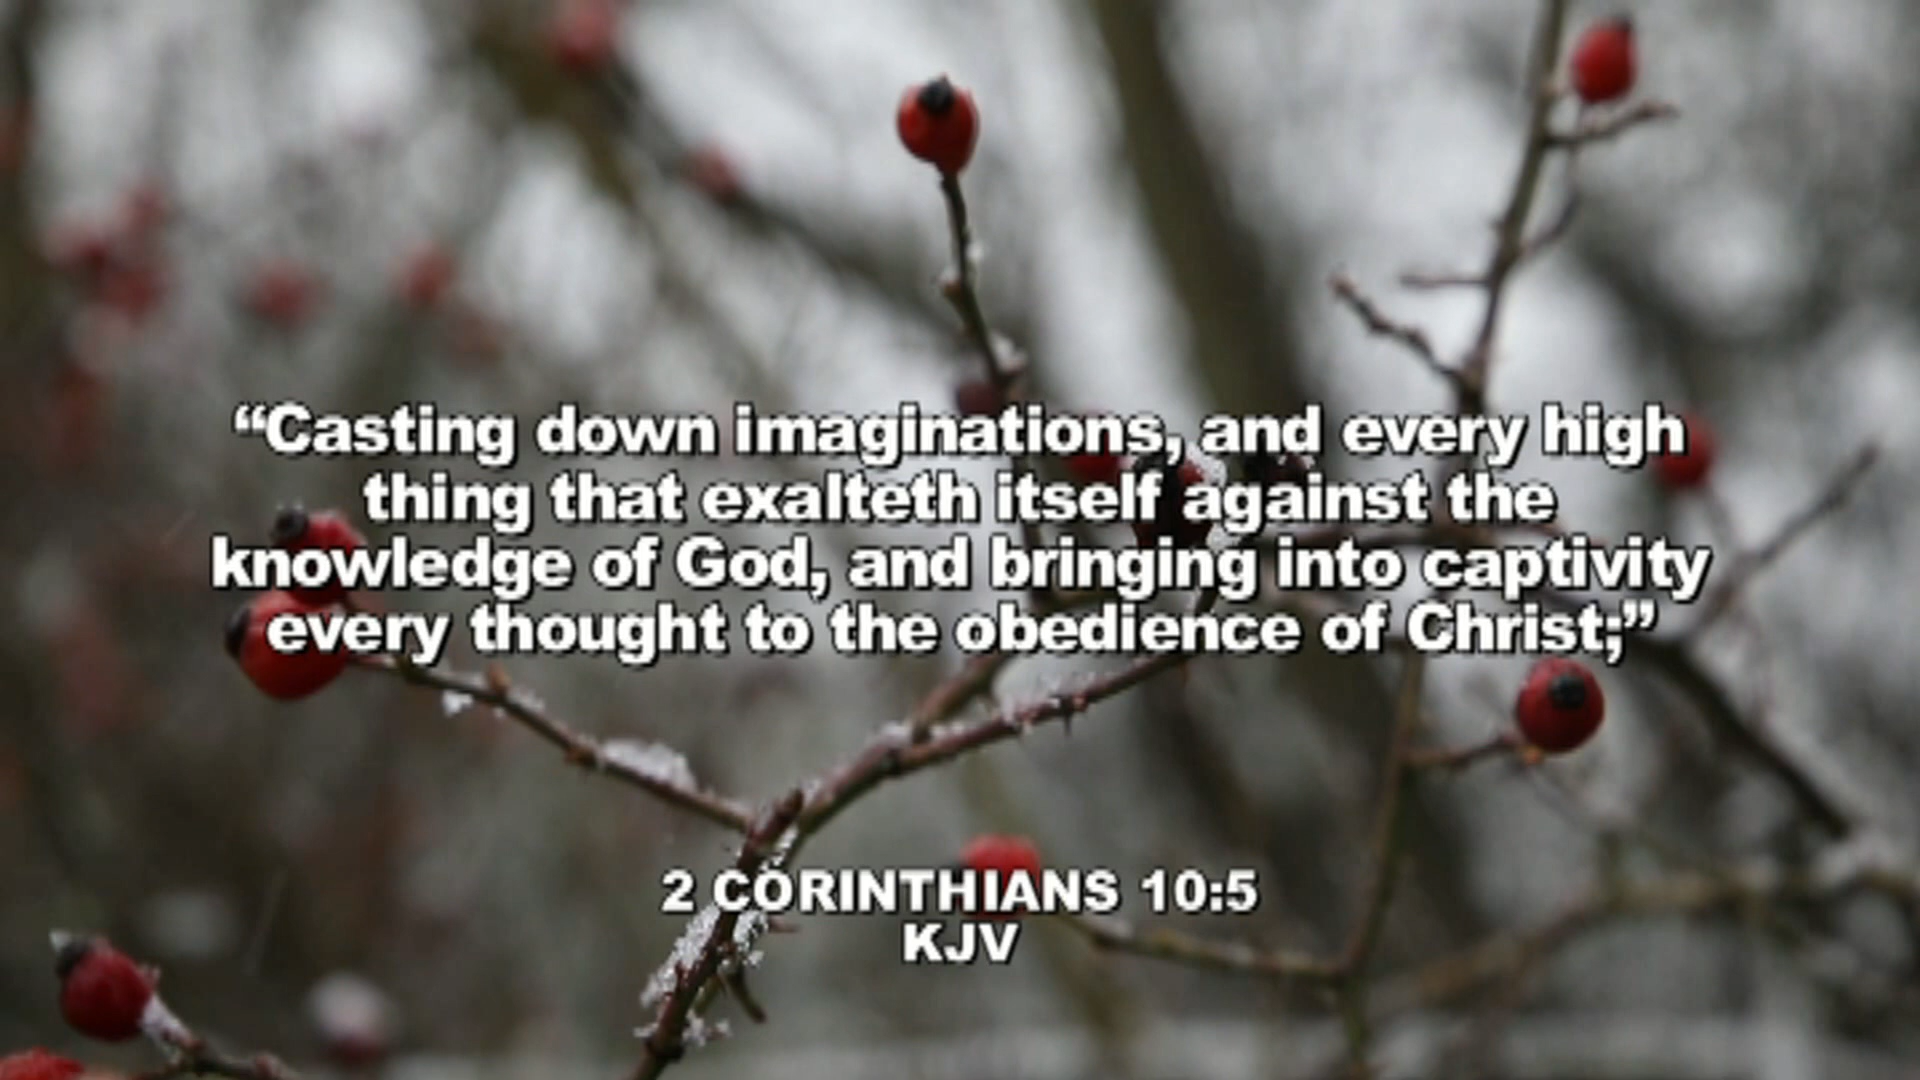 “Casting down imaginations, and every high
thing that exalteth itself against the
knowledge of God, and bringing into captivity
every thought to the obedience of Christ;”
2 CORINTHIANS 10:5
KJV